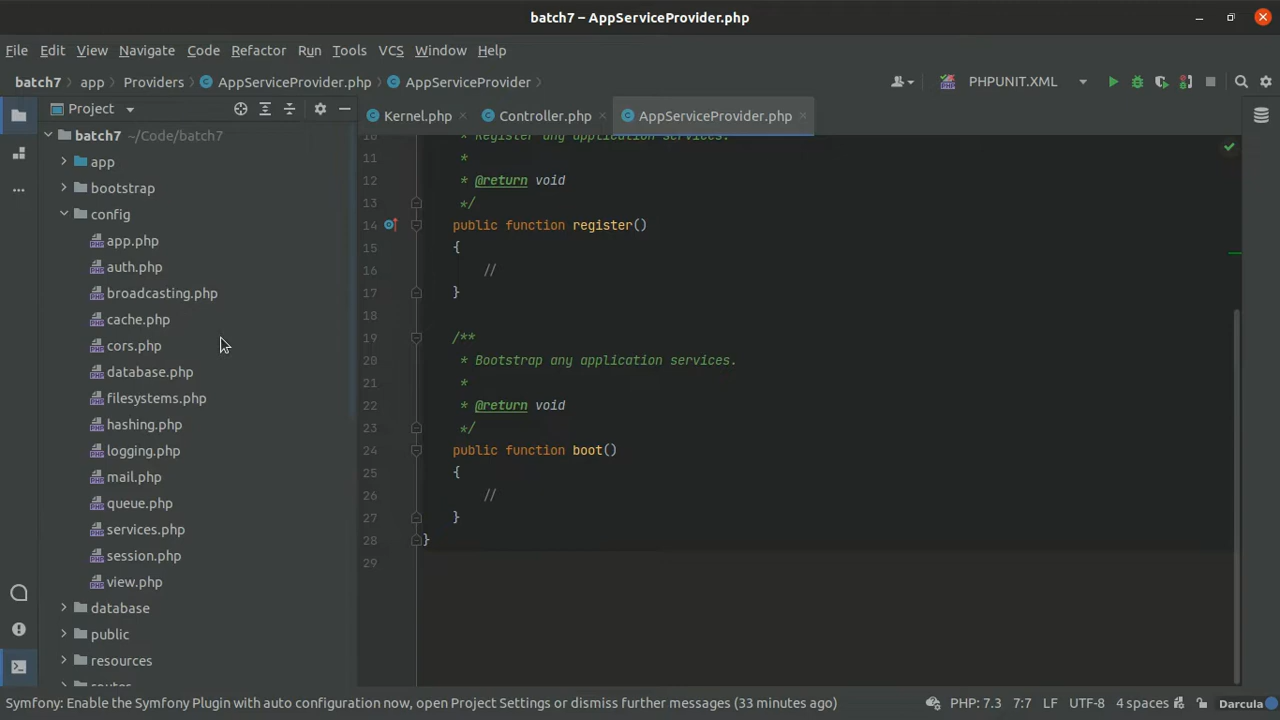 batch7 – AppServiceProvider.php
File Edit View Navigate Code Refactor Run Tools VCS Window Help
batch7 app Providers AppServiceProvider.php AppServiceProvider PHPUNIT.XML
Project
Kernel.php Controller.php AppServiceProvider.php
batch7 ~/Code/batch7
app
bootstrap
config
app.php
auth.php
broadcasting.php
cache.php
cors.php
database.php
filesystems.php
hashing.php
logging.php
mail.php
queue.php
services.php
session.php
view.php
database
public
resources
routes
10 * Register any application services.
11 *
12 * @return void
13 */
14 public function register()
15 {
16 //
17 }
18
19 /**
20 * Bootstrap any application services.
21 *
22 * @return void
23 */
24 public function boot()
25 {
26 //
27 }
28 }
29
Symfony: Enable the Symfony Plugin with auto configuration now, open Project Settings or dismiss further messages (33 minutes ago) PHP: 7.3 7:7 LF UTF-8 4 spaces Darcula